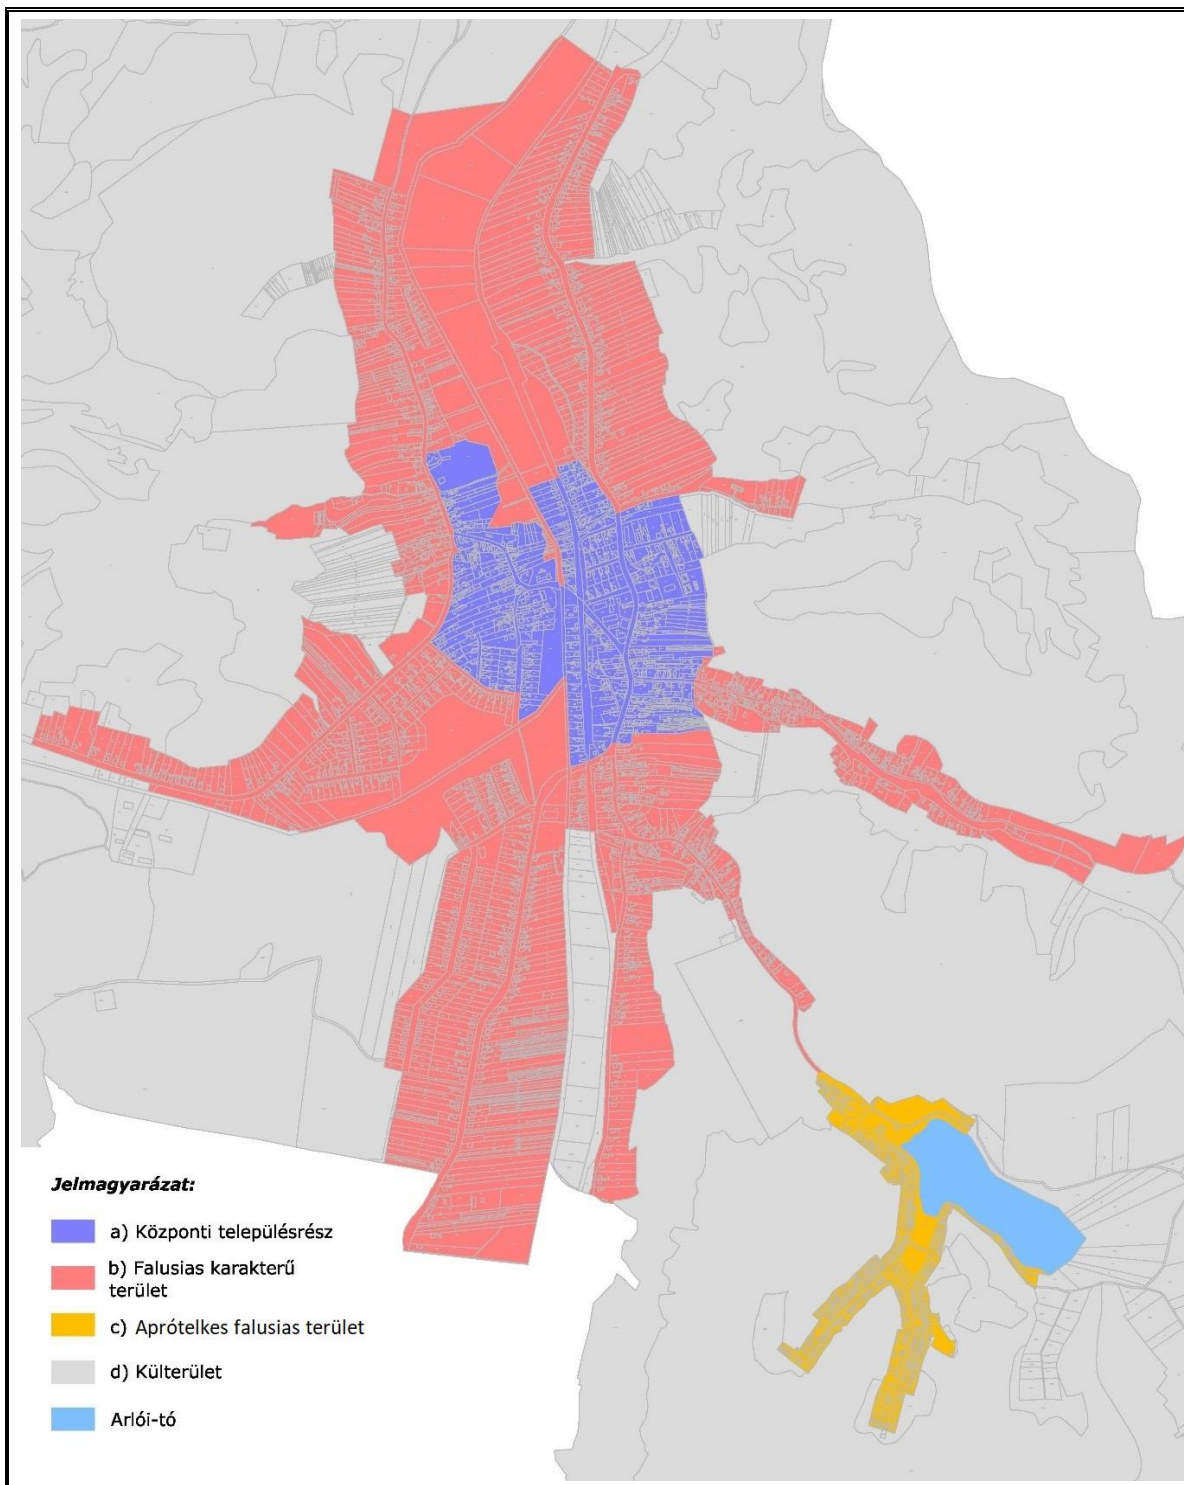 Jelmagyarázat:
a) Központi településrész
b) Falusias karakterű
terület
c) Aprótelkes falusias terület
d) Külterület
Arlói-tó